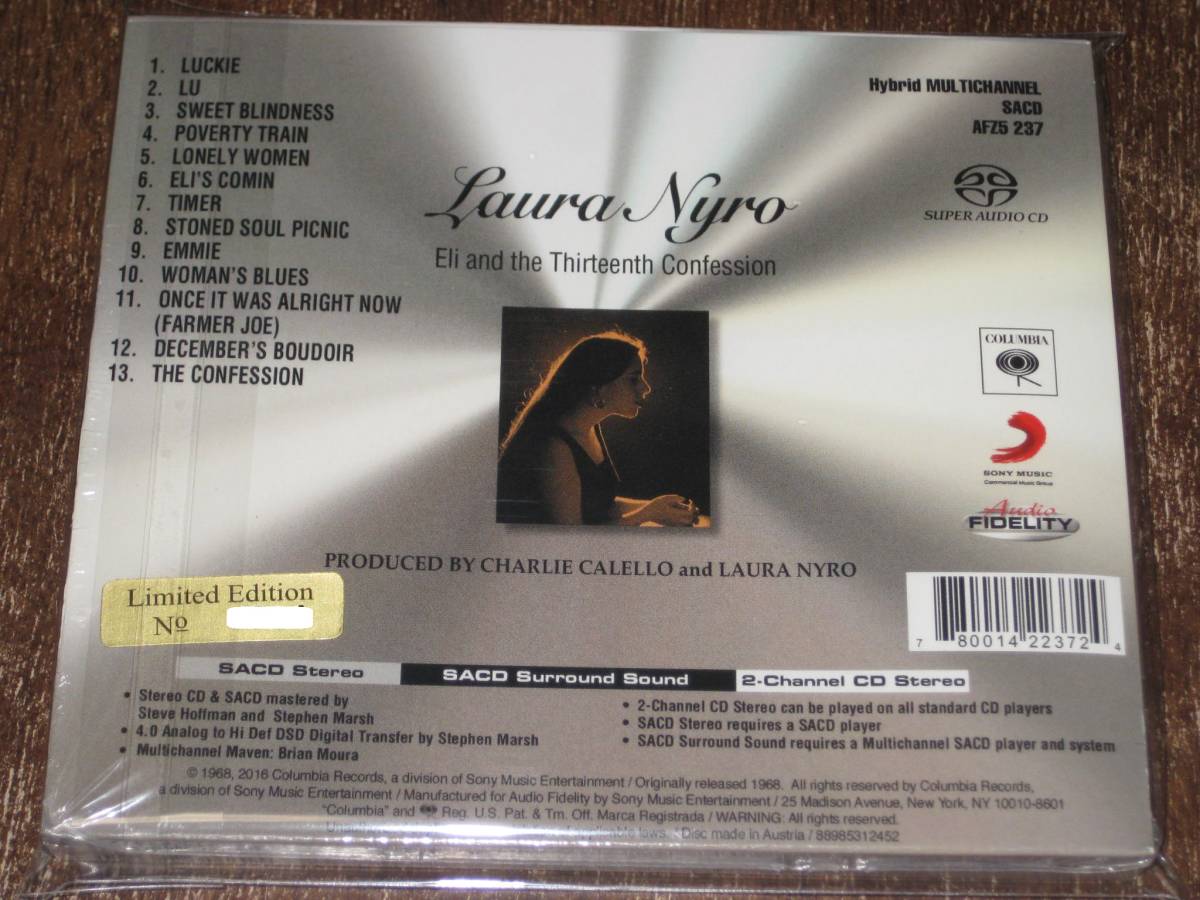 1. LUCKIE
2. LU
3. SWEET BLINDNESS
4. POVERTY TRAIN
5. LONELY WOMEN
6. ELI'S COMIN
7. TIMER
8. STONED SOUL PICNIC
9. EMMIE
10. WOMAN'S BLUES
11. ONCE IT WAS ALRIGHT NOW
(FARMER JOE)
12. DECEMBER'S BOUDOIR
13. THE CONFESSION
Hybrid MULTICHANNEL
SACD
AFZ5 237
SUPER AUDIO CD
Laura Nyro
Eli and the Thirteenth Confession
COLUMBIA
SONY MUSIC
Commercial Music Group
Audio
FIDELITY
PRODUCED BY CHARLIE CALELLO and LAURA NYRO
Limited Edition
Nº
7 80014 22372 4
SACD Stereo
SACD Surround Sound
2-Channel CD Stereo
• Stereo CD & SACD mastered by
Steve Hoffman and Stephen Marsh
• 4.0 Analog to Hi Def DSD Digital Transfer by Stephen Marsh
• Multichannel Maven: Brian Moura
• 2-Channel CD Stereo can be played on all standard CD players
• SACD Stereo requires a SACD player
• SACD Surround Sound requires a Multichannel SACD player and system
© 1968, 2016 Columbia Records, a division of Sony Music Entertainment / Originally released 1968. All rights reserved by Columbia Records,
a division of Sony Music Entertainment / Manufactured for Audio Fidelity by Sony Music Entertainment / 25 Madison Avenue, New York, NY 10010-8601
"Columbia" and Reg. U.S. Pat. & Tm. Off. Marca Registrada / WARNING: All rights reserved.
of applicable laws. Disc made in Austria / 88985312452